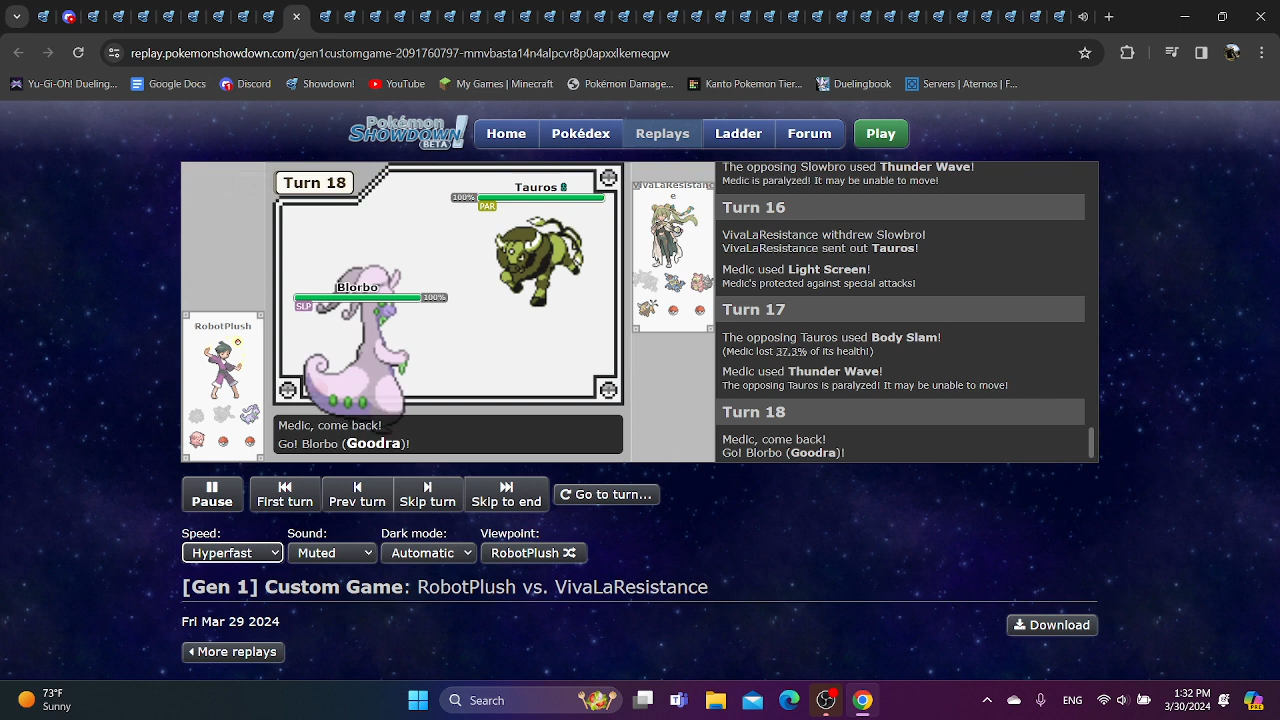 replay.pokemonshowdown.com/gen1customgame-2091760797-mmvbasta14n4alpcvr8p0apxxlkemeqpw
Yu-Gi-Oh! Dueling...
Google Docs
Discord
Showdown!
YouTube
My Games | Minecraft
Pokémon Damage...
Kanto Pokemon Tier...
Duelingbook
Servers | Aternos | F...
Pokémon
SHOWDOWN!
BETA
Home
Pokédex
Replays
Ladder
Forum
Play
Turn 18
Tauros
100%
PAR
Blorbo
100%
SLP
RobotPlush
VivaLaResistance
Medic, come back!
Go! Blorbo (Goodra)!
The opposing Slowbro used Thunder Wave!
Medic is paralyzed! It may be unable to move!
Turn 16
VivaLaResistance withdrew Slowbro!
VivaLaResistance sent out Tauros!
Medic used Light Screen!
Medic's protected against special attacks!
Turn 17
The opposing Tauros used Body Slam!
(Medic lost 37.3% of its health!)
Medic used Thunder Wave!
The opposing Tauros is paralyzed! It may be unable to move!
Turn 18
Medic, come back!
Go! Blorbo (Goodra)!
Pause
First turn
Prev turn
Skip turn
Skip to end
Go to turn...
Speed:
Hyperfast
Sound:
Muted
Dark mode:
Automatic
Viewpoint:
RobotPlush
[Gen 1] Custom Game: RobotPlush vs. VivaLaResistance
Fri Mar 29 2024
Download
More replays
73°F
Sunny
Search
ENG
1:32 PM
3/30/2024
PRE